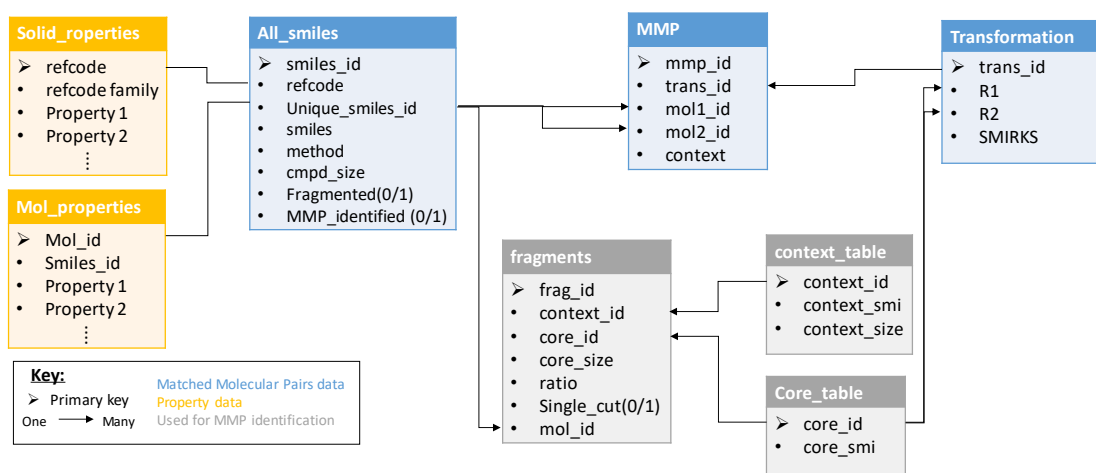 Solid_roperties
refcode
refcode family
Property 1
Property 2
Mol_properties
Mol_id
Smiles_id
Property 1
Property 2
All_smiles
smiles_id
refcode
Unique_smiles_id
smiles
method
cmpd_size
Fragmented(0/1)
MMP_identified (0/1)
MMP
mmp_id
trans_id
mol1_id
mol2_id
context
Transformation
trans_id
R1
R2
SMIRKS
fragments
frag_id
context_id
core_id
core_size
ratio
Single_cut(0/1)
mol_id
context_table
context_id
context_smi
context_size
Core_table
core_id
core_smi
Key:
Primary key
One Many
Matched Molecular Pairs data
Property data
Used for MMP identification